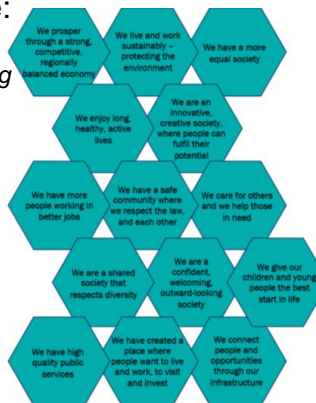 e:
g
We prosper
through a strong,
competitive,
regionally
balanced economy
We live and work
sustainably –
protecting the
environment
We have a more
equal society
We enjoy long,
healthy, active
lives
We are an
innovative,
creative society,
where people can
fulfil their
potential
We have more
people working in
better jobs
We have a safe
community where
we respect the law,
and each other
We care for others
and we help those
in need
We are a shared
society that
respects diversity
We are a
confident,
welcoming,
outward-looking
society
We give our
children and young
people the best
start in life
We have high
quality public
services
We have created a
place where
people want to live
and work, to visit
and invest
We connect
people and
opportunities
through our
infrastructure